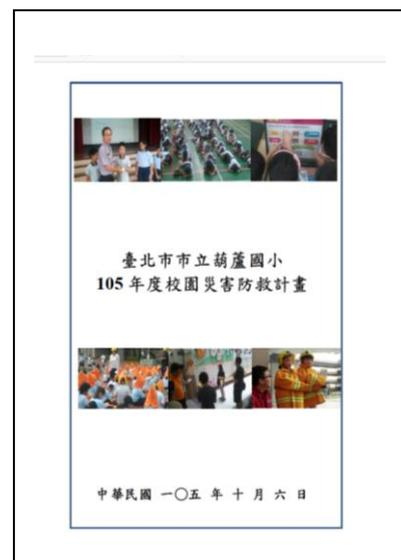 臺北市市立葫蘆國小
105 年度校園災害防救計畫
中華民國 一〇五 年 十 月 六 日